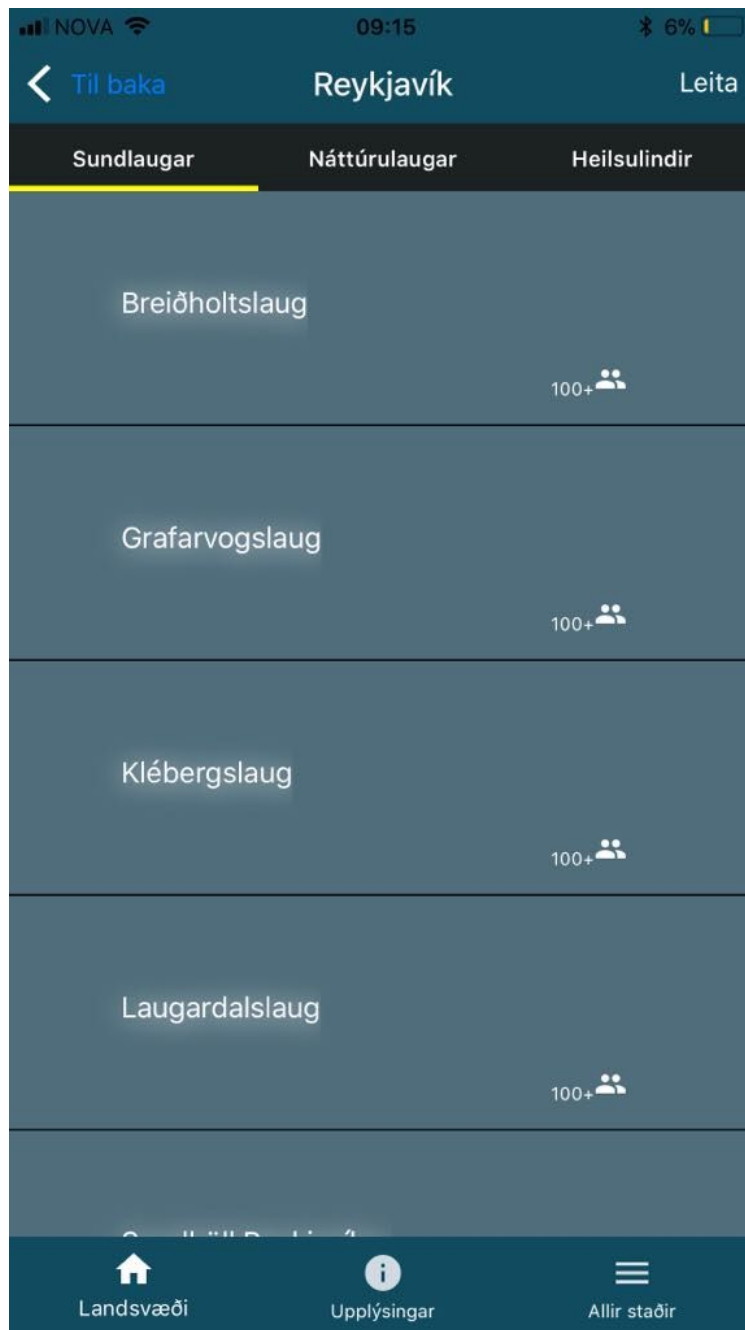 NOVA 09:15 6%
Til baka Reykjavík Leita
Sundlaugar Náttúrulaugar Heilsulindir
Breiðholtslaug
100+
Grafarvogslaug
100+
Klébergslaug
100+
Laugardalslaug
100+
Landsvæði Upplýsingar Allir staðir